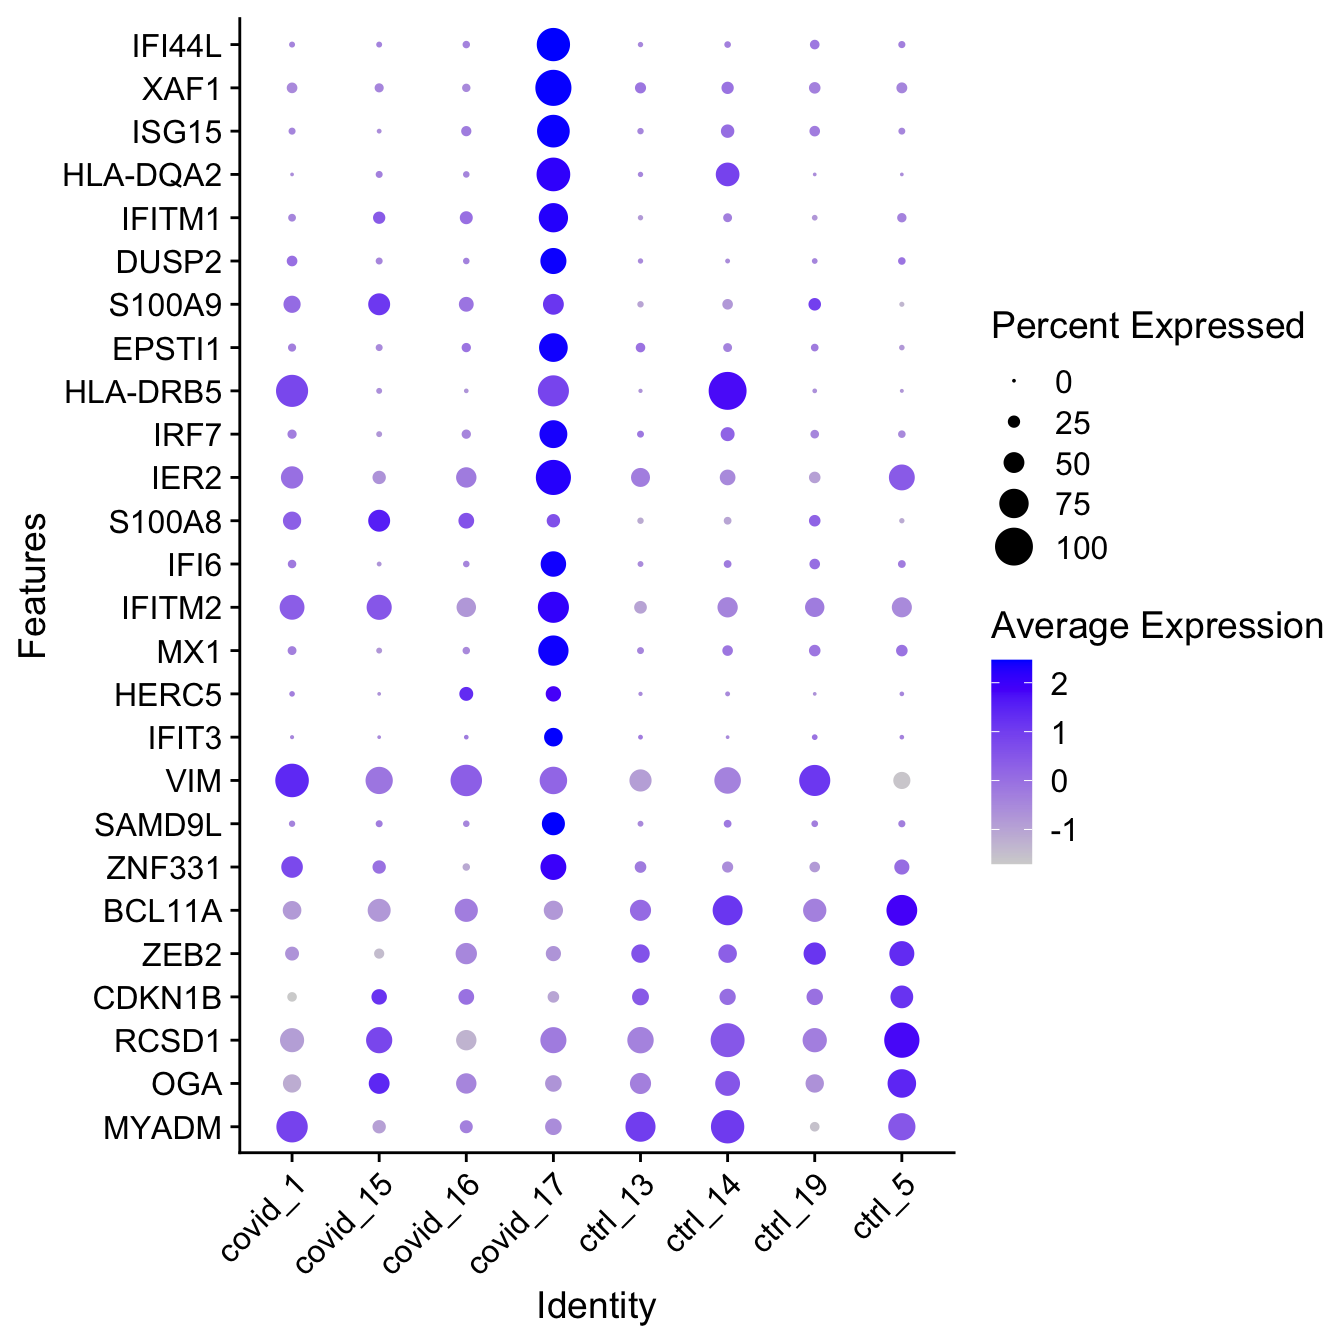 IFI44L
XAF1
ISG15
HLA-DQA2
IFITM1
DUSP2
S100A9
EPSTI1
HLA-DRB5
IRF7
IER2
S100A8
IFI6
IFITM2
MX1
HERC5
IFIT3
VIM
SAMD9L
ZNF331
BCL11A
ZEB2
CDKN1B
RCSD1
OGA
MYADM
Features
covid_1
covid_15
covid_16
covid_17
ctrl_13
ctrl_14
ctrl_19
ctrl_5
Identity
Percent Expressed
0
25
50
75
100
Average Expression
2
1
0
-1